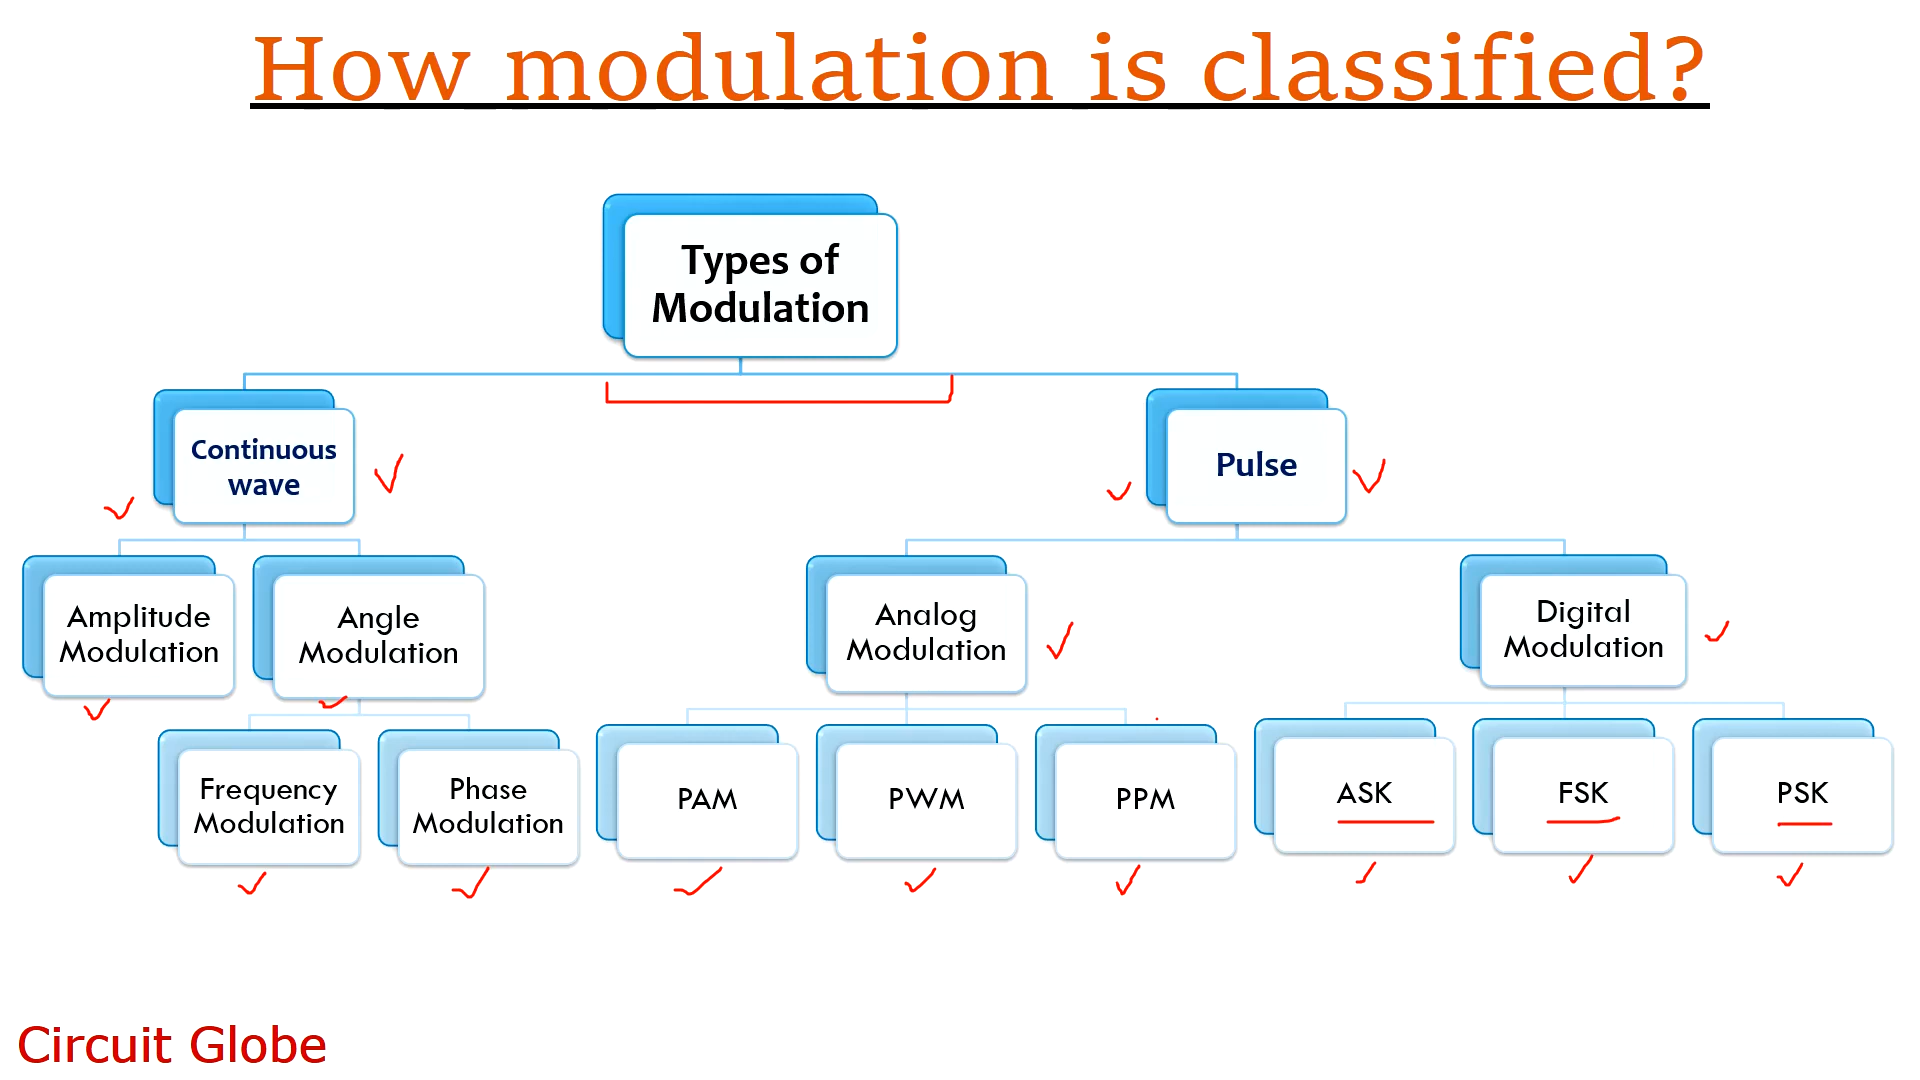 How modulation is classified?
Types of
Modulation
Continuous
wave
Pulse
Amplitude
Modulation
Angle
Modulation
Analog
Modulation
Digital
Modulation
Frequency
Modulation
Phase
Modulation
PAM
PWM
PPM
ASK
FSK
PSK
Circuit Globe